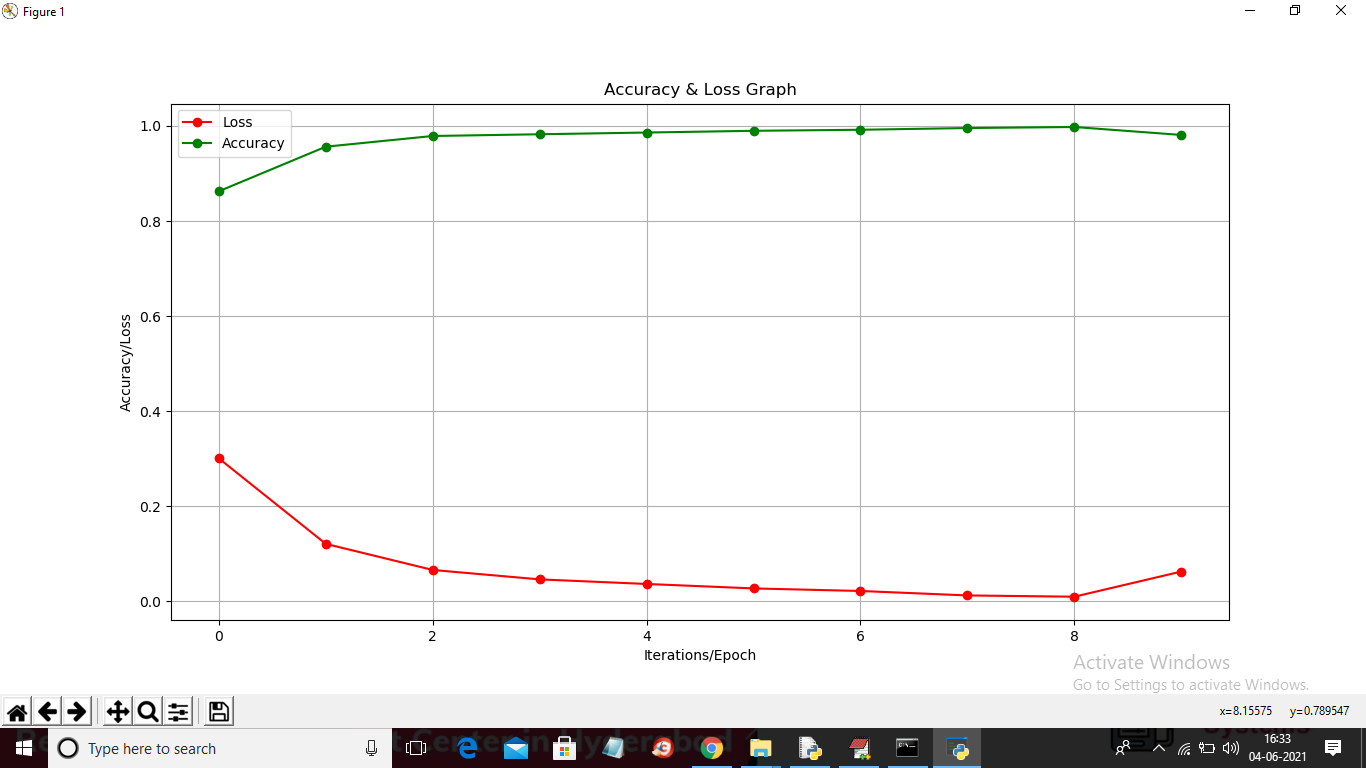 Figure 1
Accuracy & Loss Graph
Loss
Accuracy
1.0
0.8
0.6
0.4
0.2
0.0
Accuracy/Loss
0 2 4 6 8
Iterations/Epoch
Activate Windows
Go to Settings to activate Windows.
x=8.15575 y=0.789547
Type here to search
16:33
04-06-2021